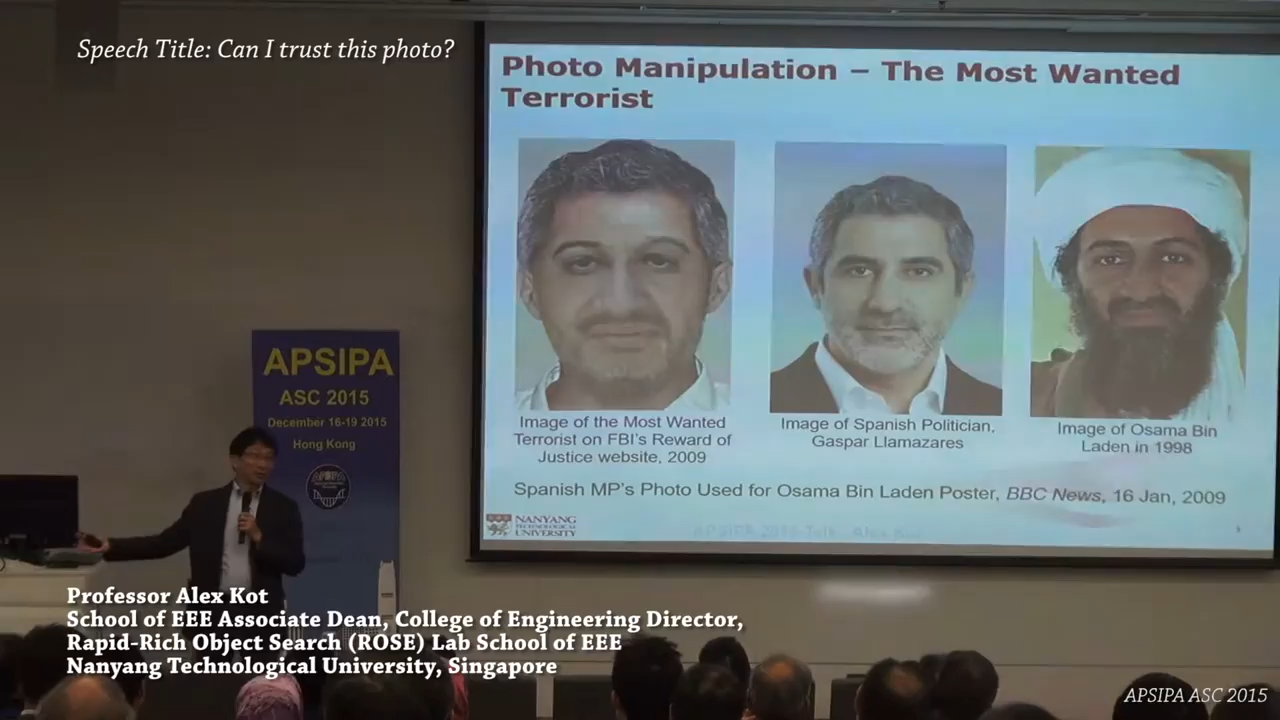 Speech Title: Can I trust this photo?
Photo Manipulation – The Most Wanted
Terrorist
Image of the Most Wanted
Terrorist on FBI's Reward of
Justice website, 2009
Image of Spanish Politician,
Gaspar Llamazares
Image of Osama Bin
Laden in 1998
Spanish MP's Photo Used for Osama Bin Laden Poster, BBC News, 16 Jan, 2009
NANYANG
TECHNOLOGICAL
UNIVERSITY
APSIPA
ASC 2015
December 16-19 2015
Hong Kong
APSIPA
Professor Alex Kot
School of EEE Associate Dean, College of Engineering Director,
Rapid-Rich Object Search (ROSE) Lab School of EEE
Nanyang Technological University, Singapore
APSIPA ASC 2015